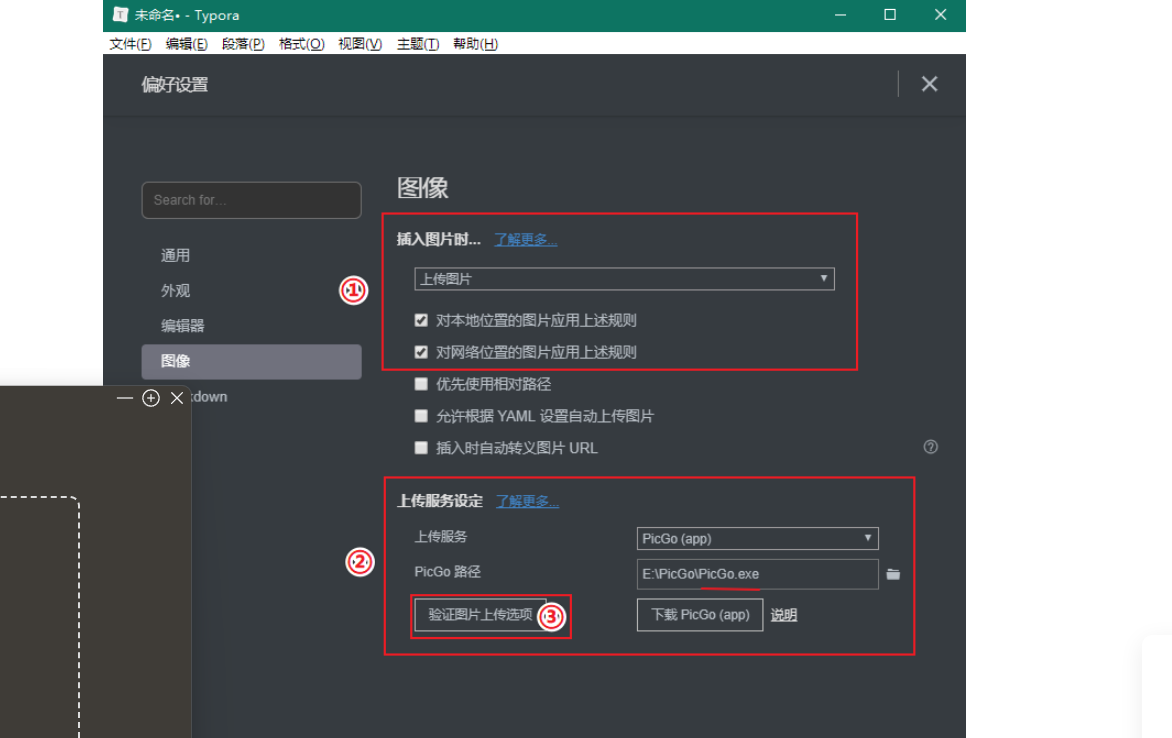 未命名• - Typora
文件(F) 编辑(E) 段落(P) 格式(O) 视图(V) 主题(T) 帮助(H)
偏好设置
Search for...
通用
外观
编辑器
图像
down
图像
插入图片时... 了解更多...
上传图片
①
对本地位置的图片应用上述规则
对网络位置的图片应用上述规则
优先使用相对路径
允许根据 YAML 设置自动上传图片
插入时自动转义图片 URL
上传服务设定 了解更多...
上传服务 PicGo (app)
②
PicGo 路径 E:\PicGo\PicGo.exe
验证图片上传选项 ③ 下载 PicGo (app) 说明